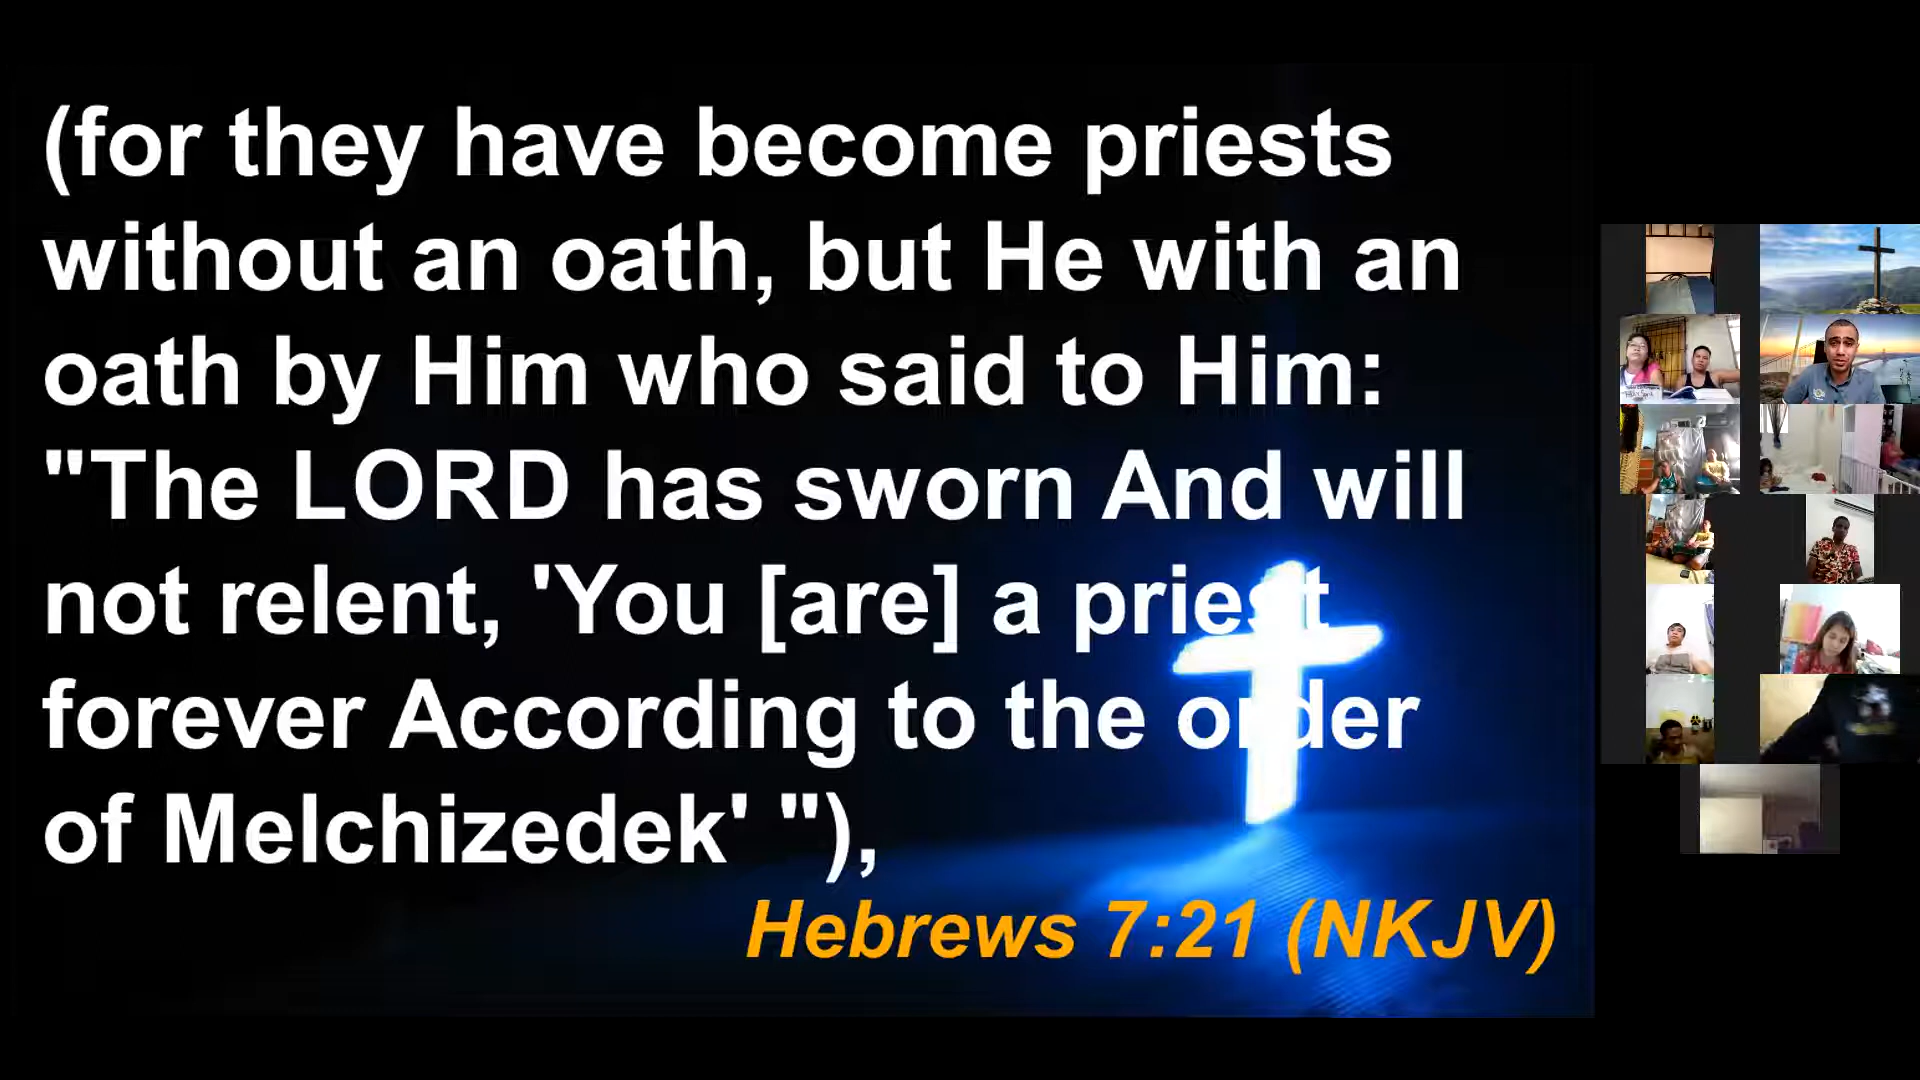 (for they have become priests
without an oath, but He with an
oath by Him who said to Him:
"The LORD has sworn And will
not relent, 'You [are] a priest
forever According to the order
of Melchizedek' "),
Hebrews 7:21 (NKJV)